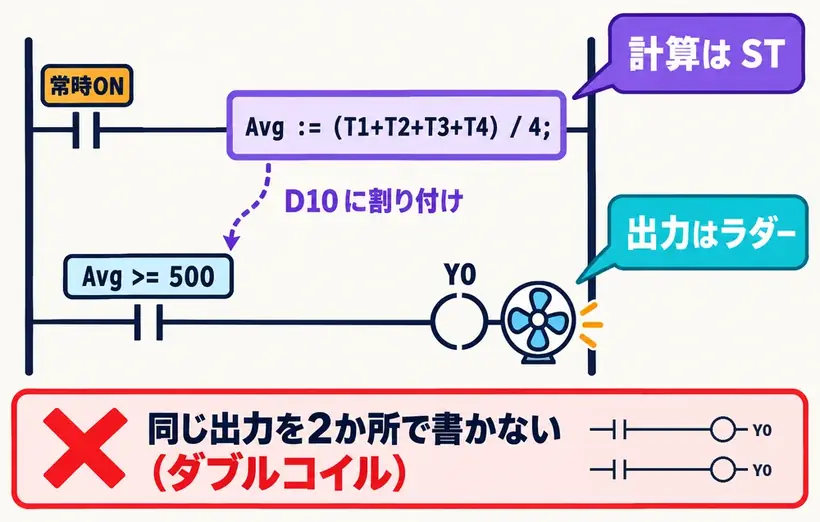 計算は ST
常時ON
Avg := (T1+T2+T3+T4) / 4;
D10 に割り付け
出力はラダー
Avg >= 500
Y0
同じ出力を2か所で書かない
(ダブルコイル)
Y0
Y0